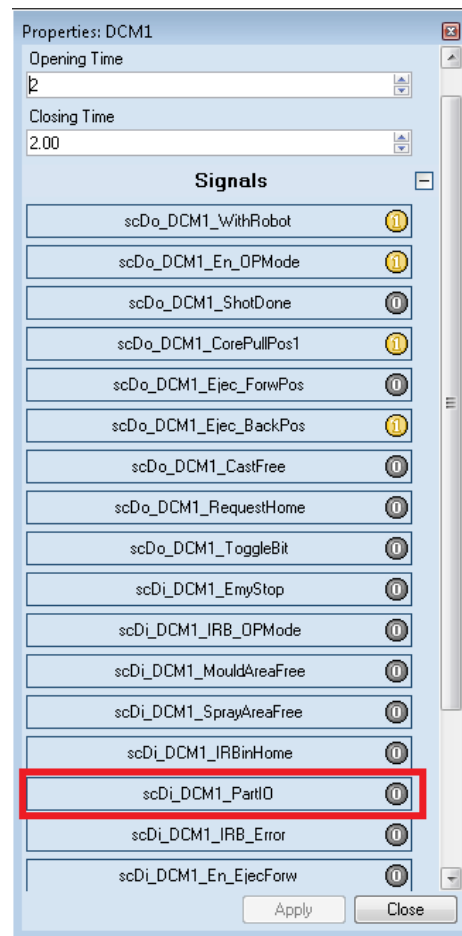 Properties: DCM1
Opening Time
2
Closing Time
2.00
Signals
scDo_DCM1_WithRobot 1
scDo_DCM1_En_OPMode 1
scDo_DCM1_ShotDone 0
scDo_DCM1_CorePullPos1 1
scDo_DCM1_Ejec_ForwPos 0
scDo_DCM1_Ejec_BackPos 1
scDo_DCM1_CastFree 0
scDo_DCM1_RequestHome 0
scDo_DCM1_ToggleBit 0
scDi_DCM1_EmyStop 0
scDi_DCM1_IRB_OPMode 0
scDi_DCM1_MouldAreaFree 0
scDi_DCM1_SprayAreaFree 0
scDi_DCM1_IRBinHome 0
scDi_DCM1_PartIO 0
scDi_DCM1_IRB_Error 0
scDi_DCM1_En_EjecForw 0
Apply Close